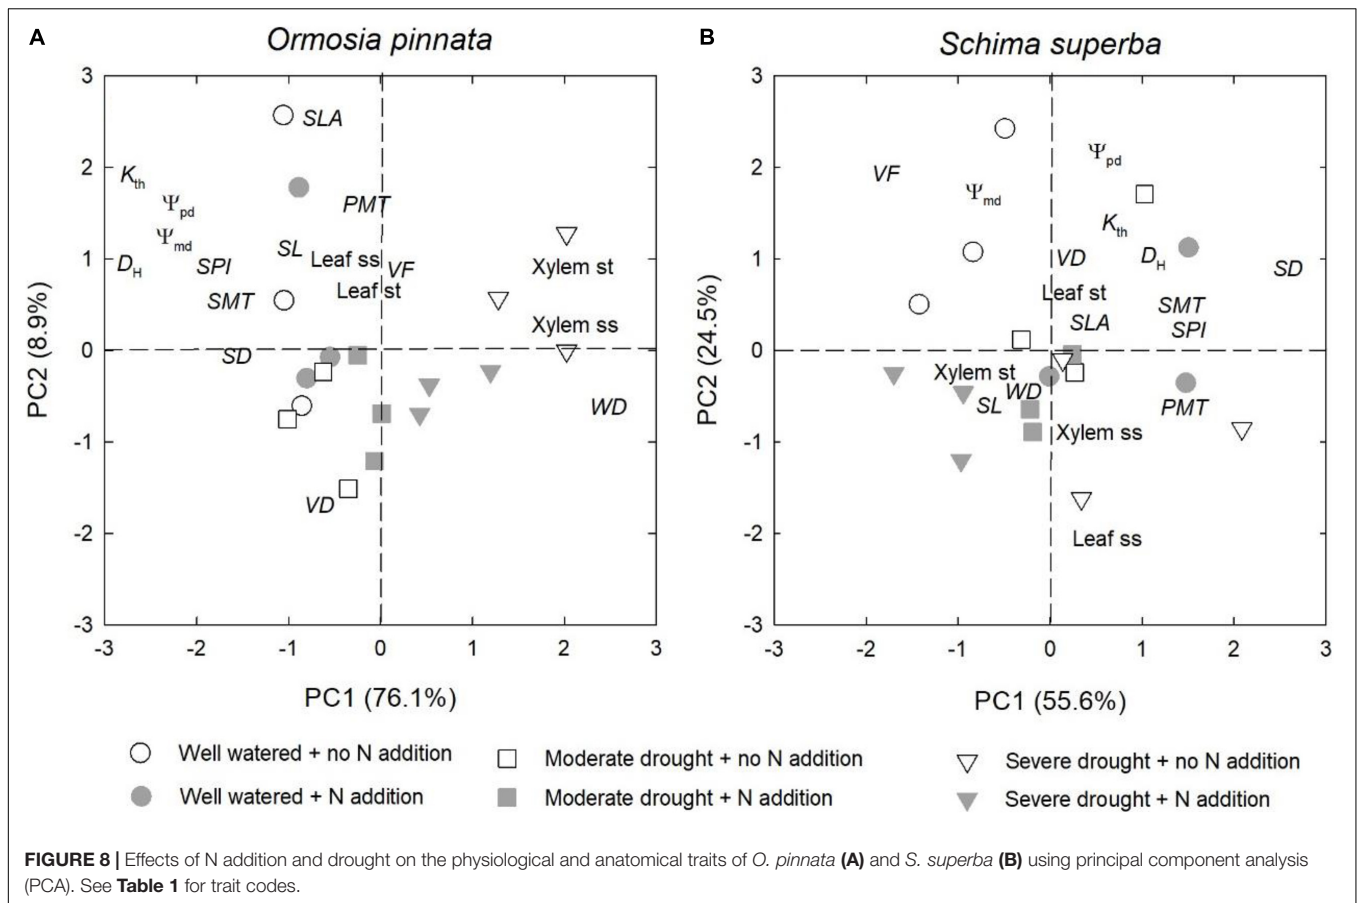 A
Ormosia pinnata
B
Schima superba
3
2
1
0
-1
-2
-3
PC2 (8.9%)
SLA
Kth
Ψpd
PMT
Ψmd
SL
Leaf ss
VF
DH
SPI
Leaf st
SMT
Xylem st
Xylem ss
SD
WD
VD
-3
-2
-1
0
1
2
3
PC1 (76.1%)
3
2
1
0
-1
-2
-3
PC2 (24.5%)
Ψpd
VF
Ψmd
Kth
VD
DH
SD
Leaf st
SMT
SLA
SPI
Xylem st
WD
SL
PMT
Xylem ss
Leaf ss
-3
-2
-1
0
1
2
3
PC1 (55.6%)
Well watered + no N addition
Moderate drought + no N addition
Severe drought + no N addition
Well watered + N addition
Moderate drought + N addition
Severe drought + N addition
FIGURE 8 | Effects of N addition and drought on the physiological and anatomical traits of O. pinnata (A) and S. superba (B) using principal component analysis
(PCA). See Table 1 for trait codes.